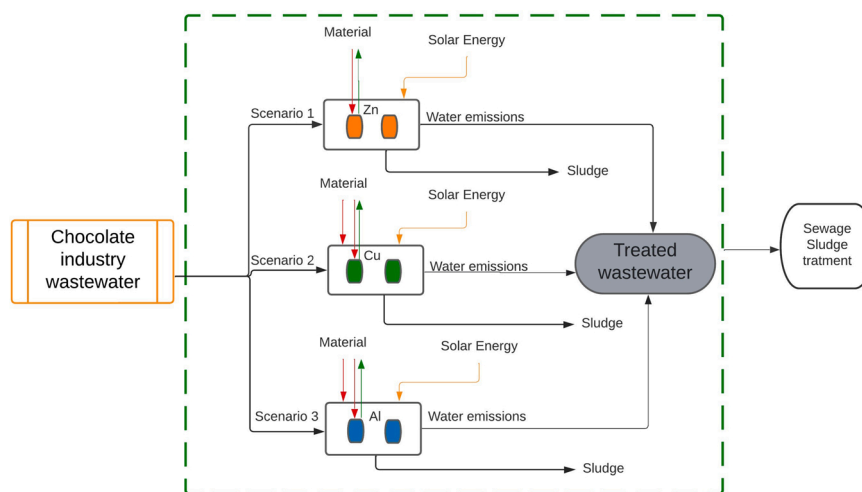 Material
Solar Energy
Scenario 1
Zn
Water emissions
Sludge
Material
Solar Energy
Chocolate
industry
wastewater
Scenario 2
Cu
Water emissions
Treated
wastewater
Sewage
Sludge
tratment
Sludge
Material
Solar Energy
Scenario 3
Al
Water emissions
Sludge